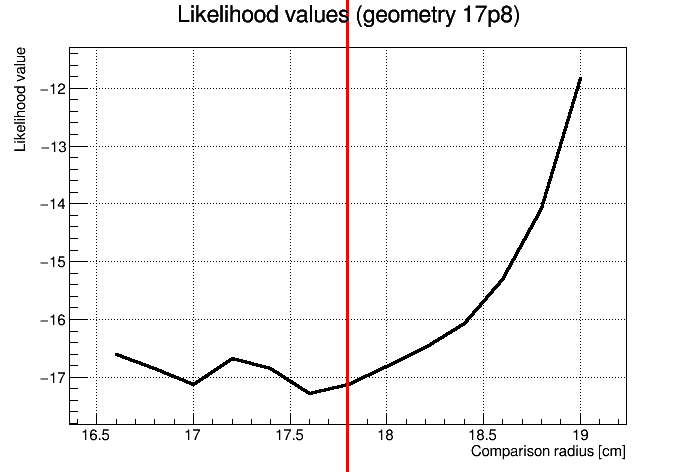 Likelihood values (geometry 17p8)
Likelihood value
−12
−13
−14
−15
−16
−17
16.5 17 17.5 18 18.5 19
Comparison radius [cm]